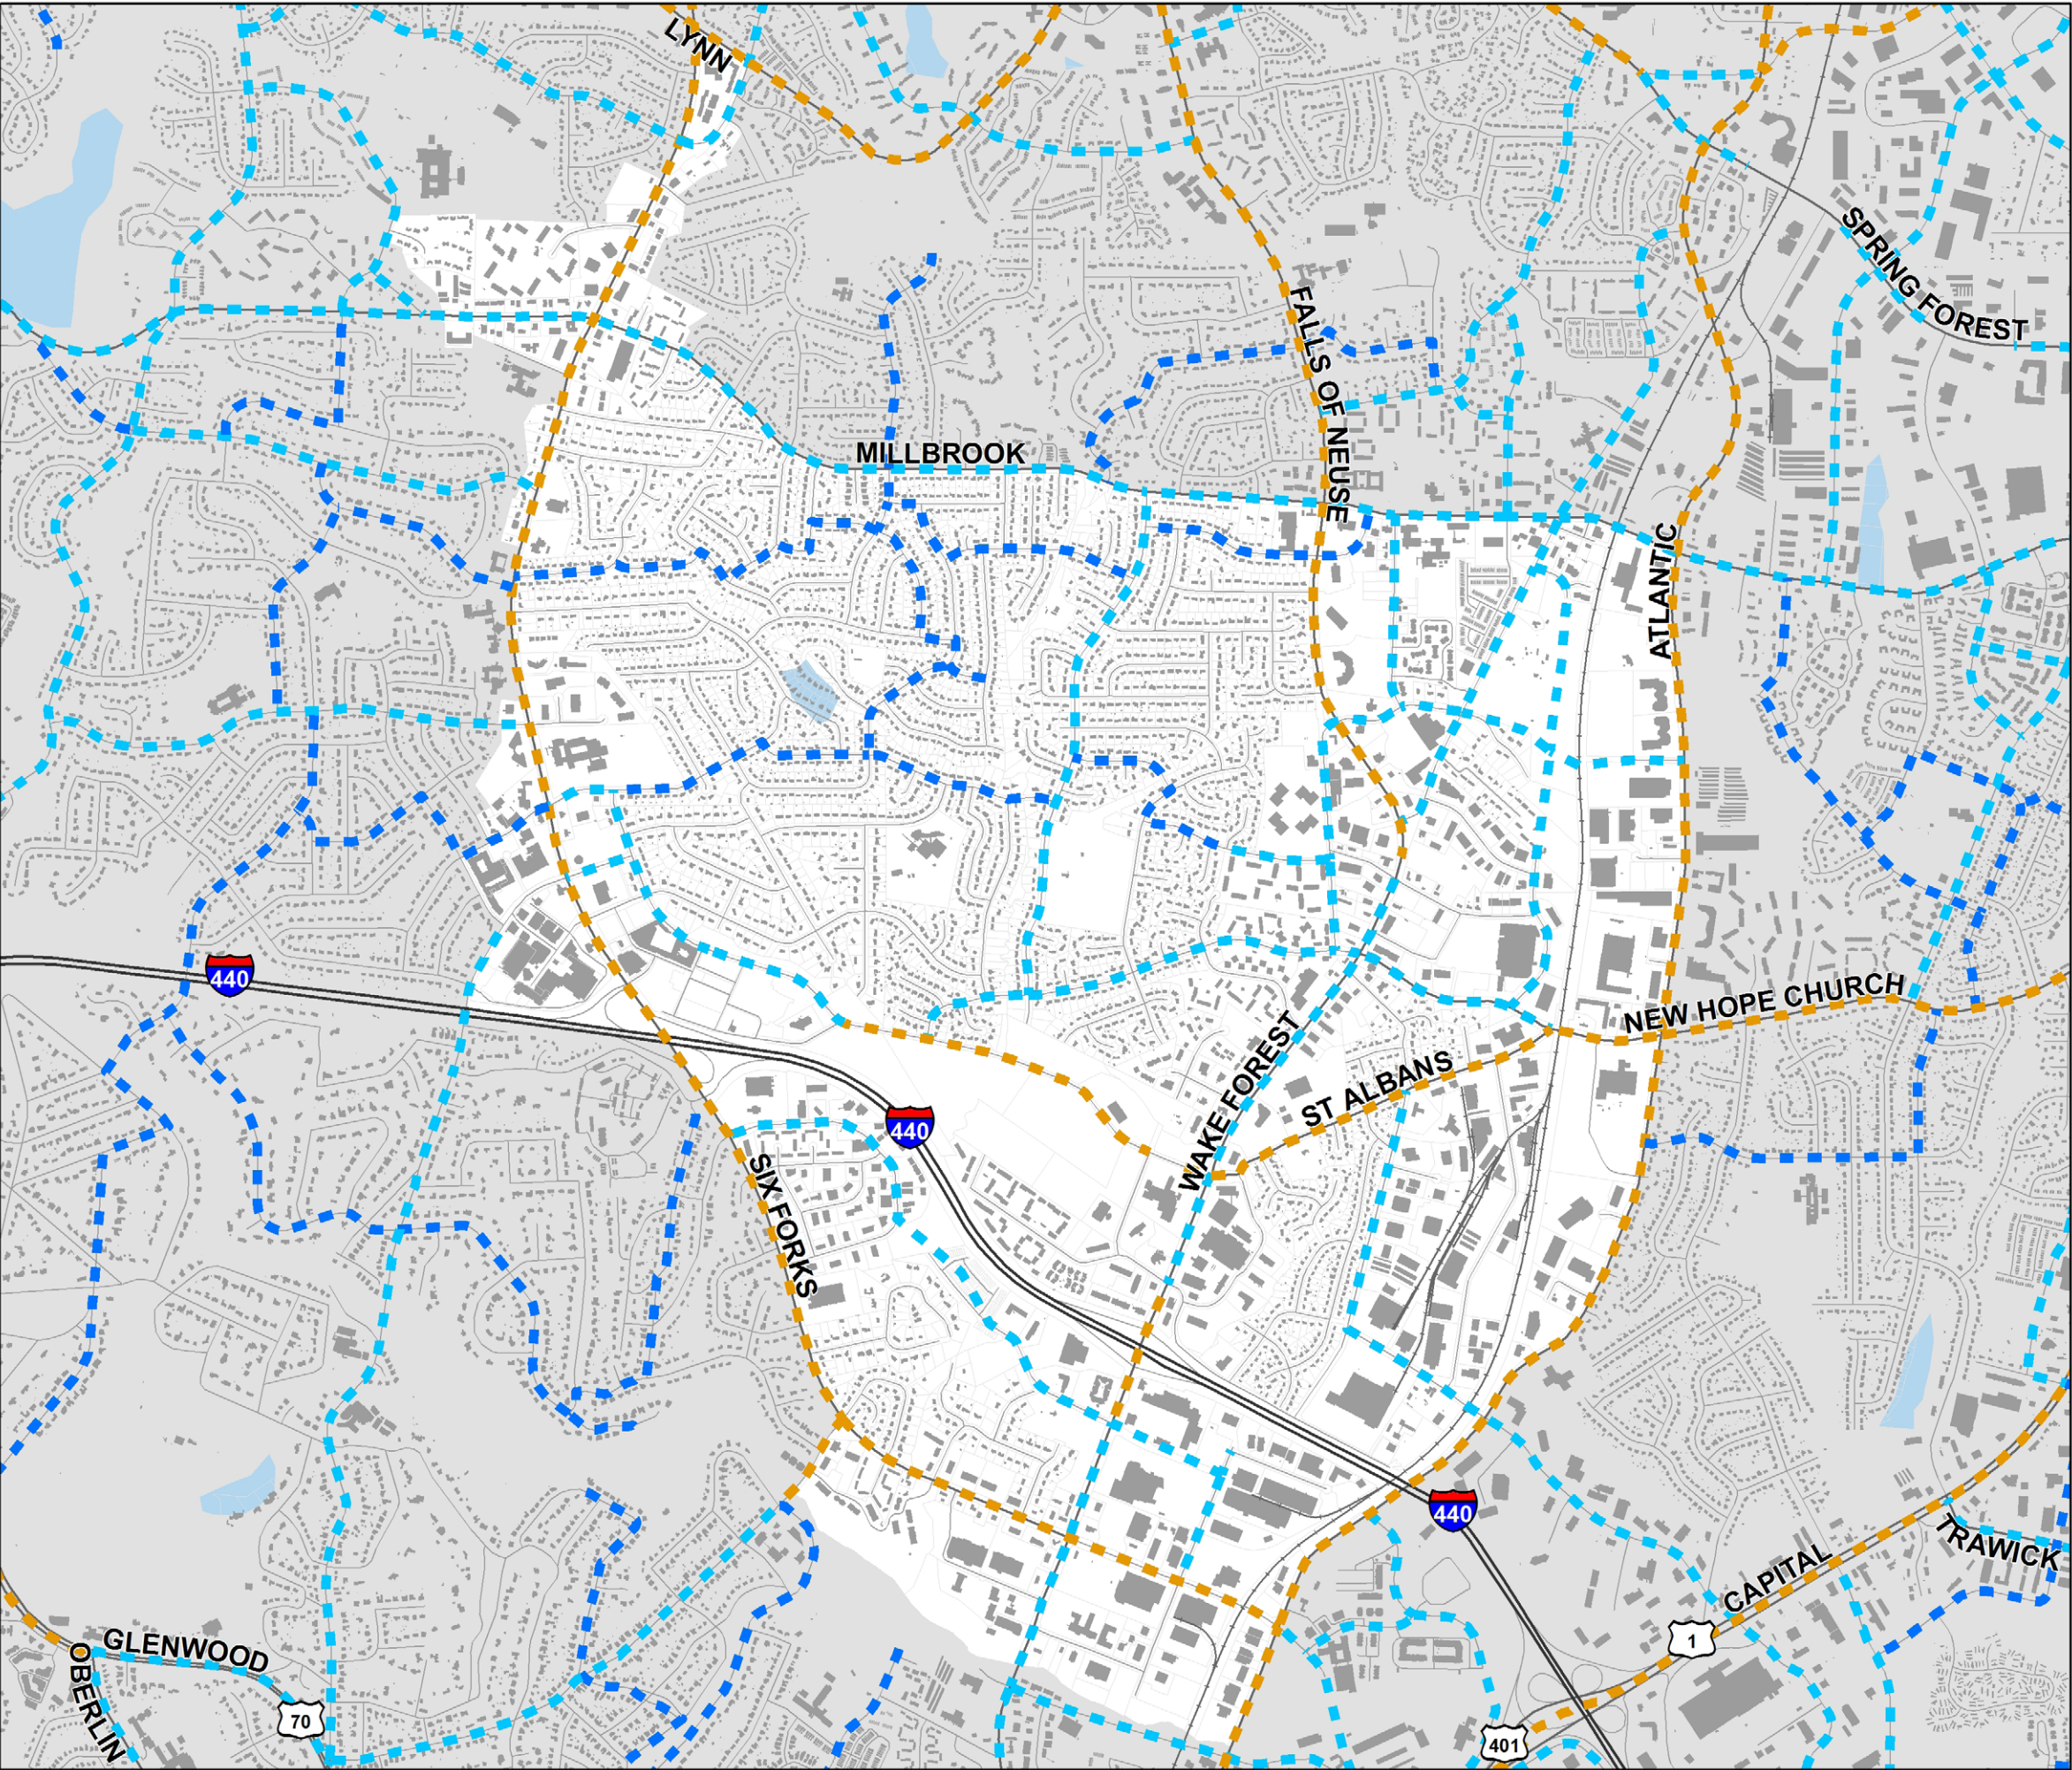 LYNN
SPRING FOREST
FALLS OF NEUSE
MILLBROOK
ATLANTIC
440
NEW HOPE CHURCH
WAKE FOREST
ST ALBANS
440
SIX FORKS
440
TRAWICK
CAPITAL
1
GLENWOOD
OBERLIN
70
401